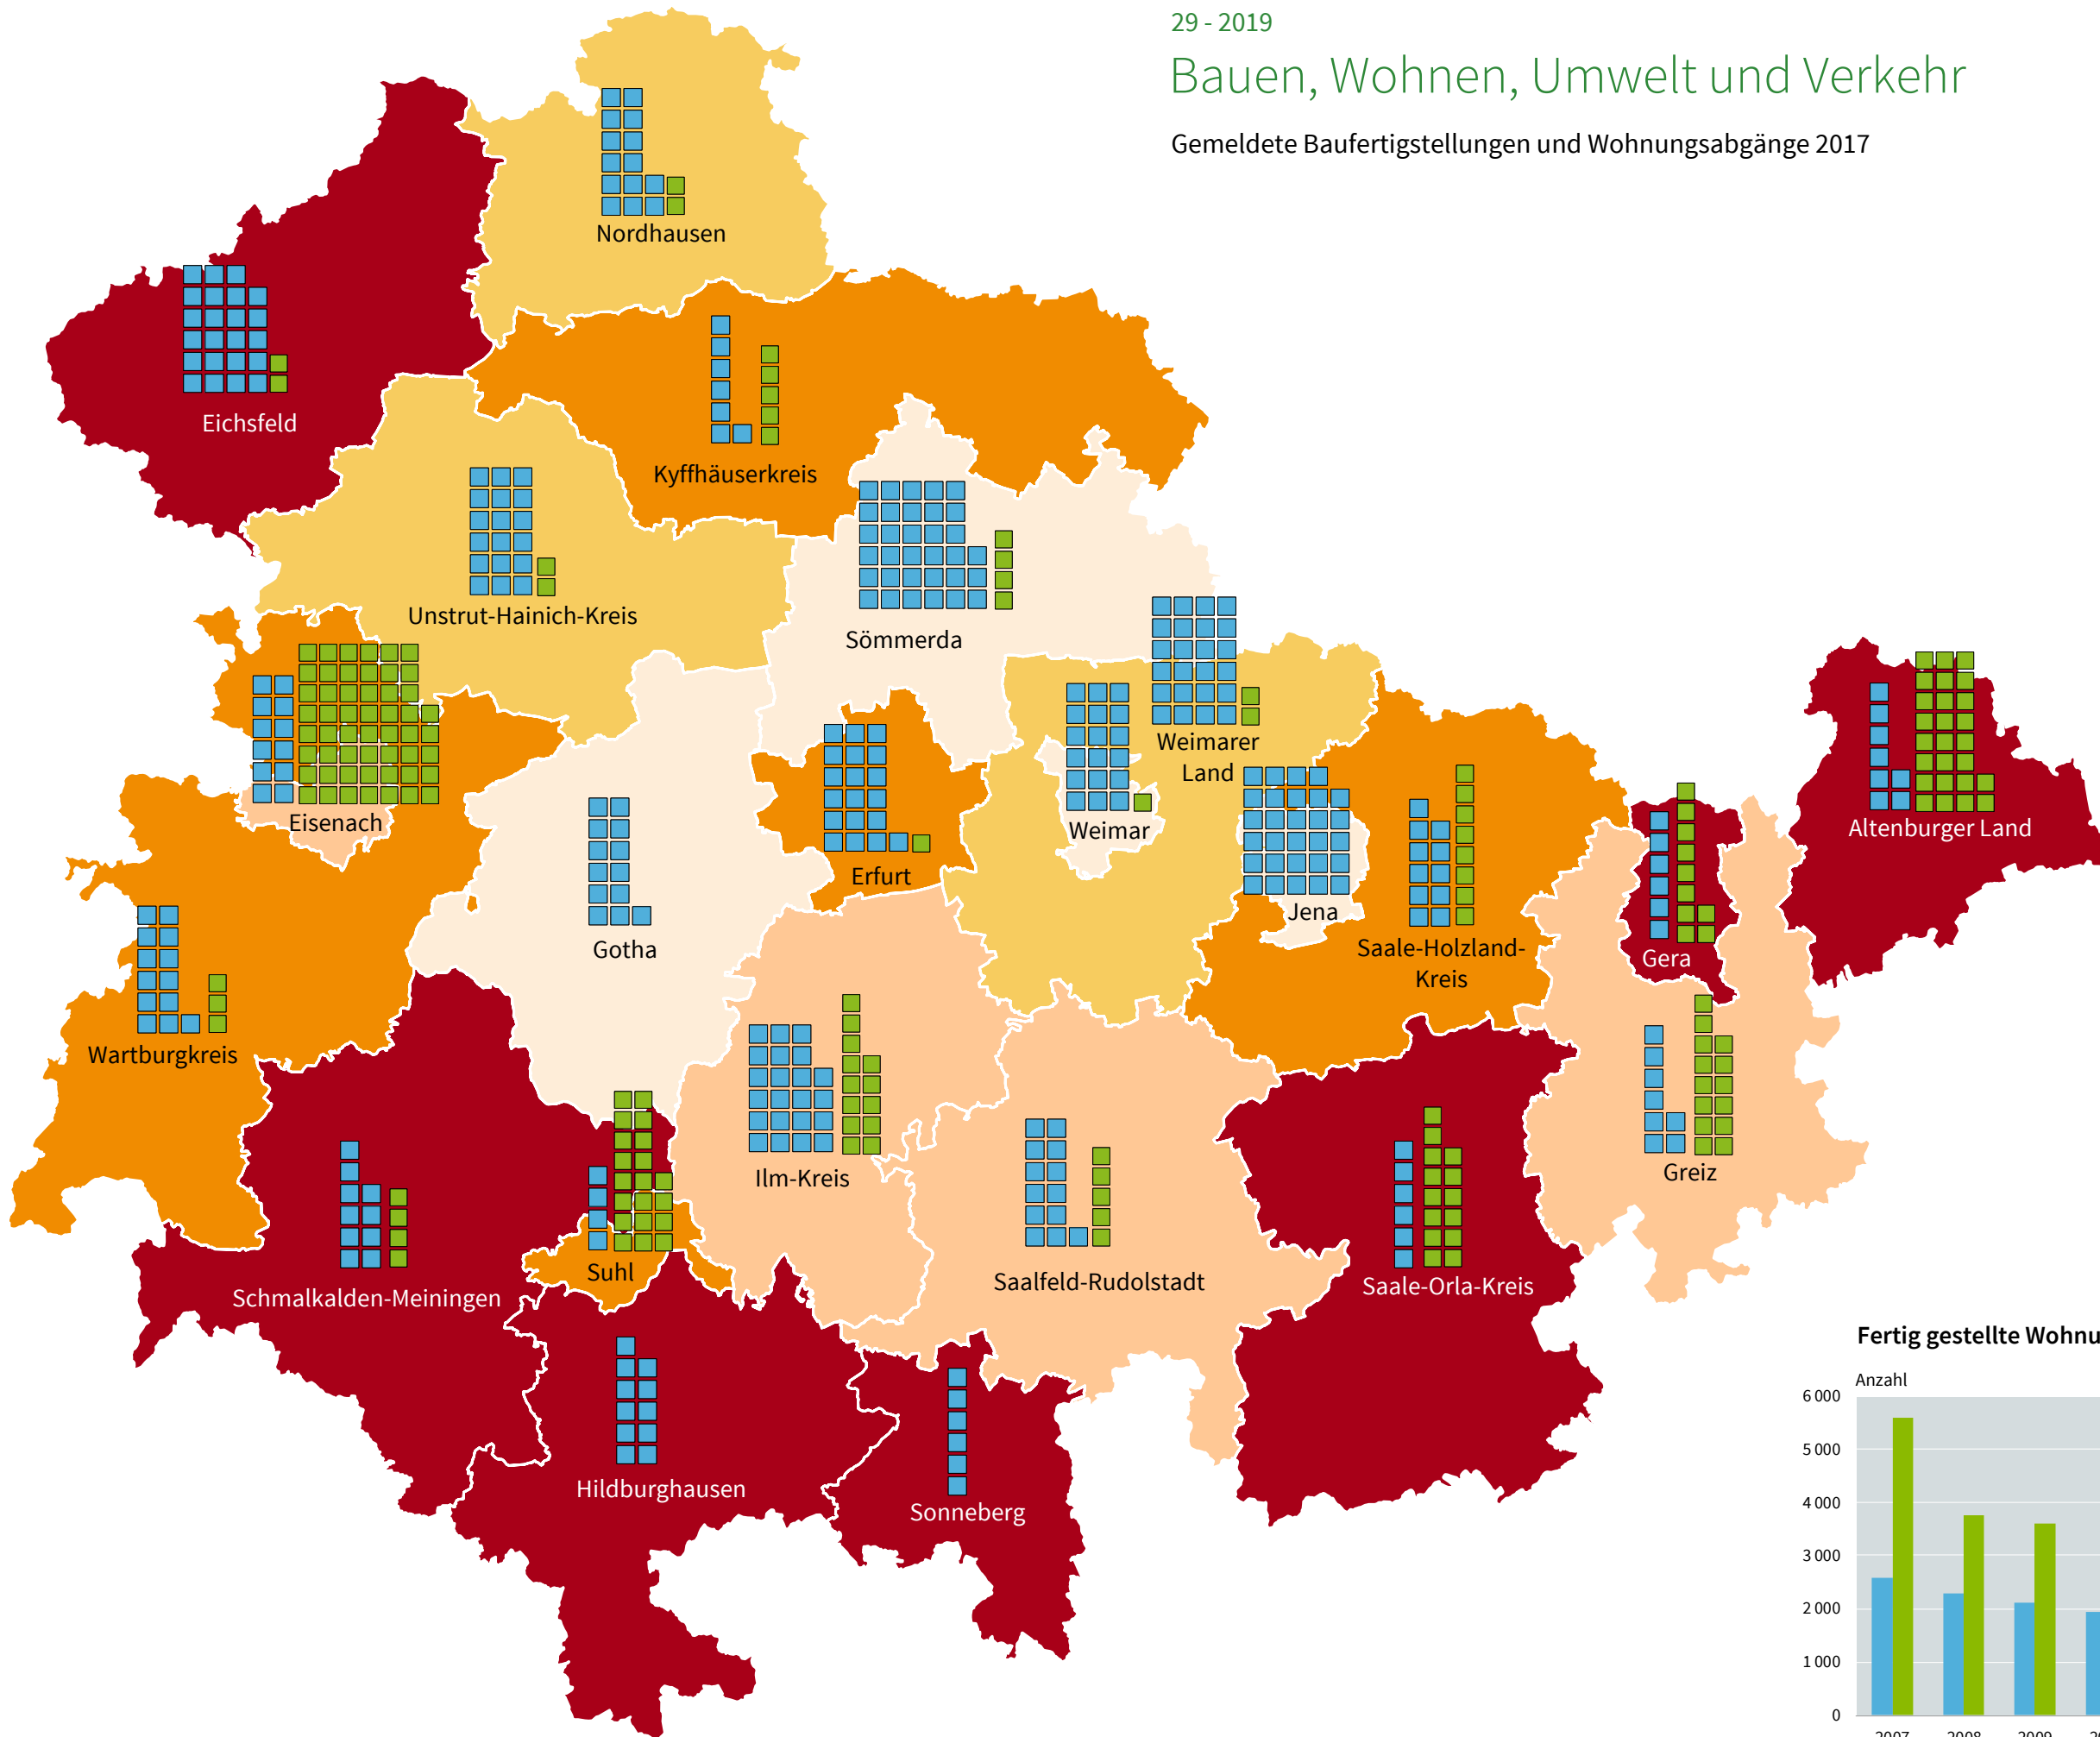 29 - 2019
Bauen, Wohnen, Umwelt und Verkehr
Gemeldete Baufertigstellungen und Wohnungsabgänge 2017
Nordhausen
Eichsfeld
Kyffhäuserkreis
Unstrut-Hainich-Kreis
Sömmerda
Weimarer
Land
Eisenach
Weimar
Altenburger Land
Erfurt
Jena
Gotha
Saale-Holzland-
Kreis
Gera
Wartburgkreis
Ilm-Kreis
Greiz
Suhl
Saalfeld-Rudolstadt
Saale-Orla-Kreis
Schmalkalden-Meiningen
Hildburghausen
Sonneberg
Fertig gestellte
Anzahl
6 000
5 000
4 000
3 000
2 000
1 000
0
2007 2008 2009